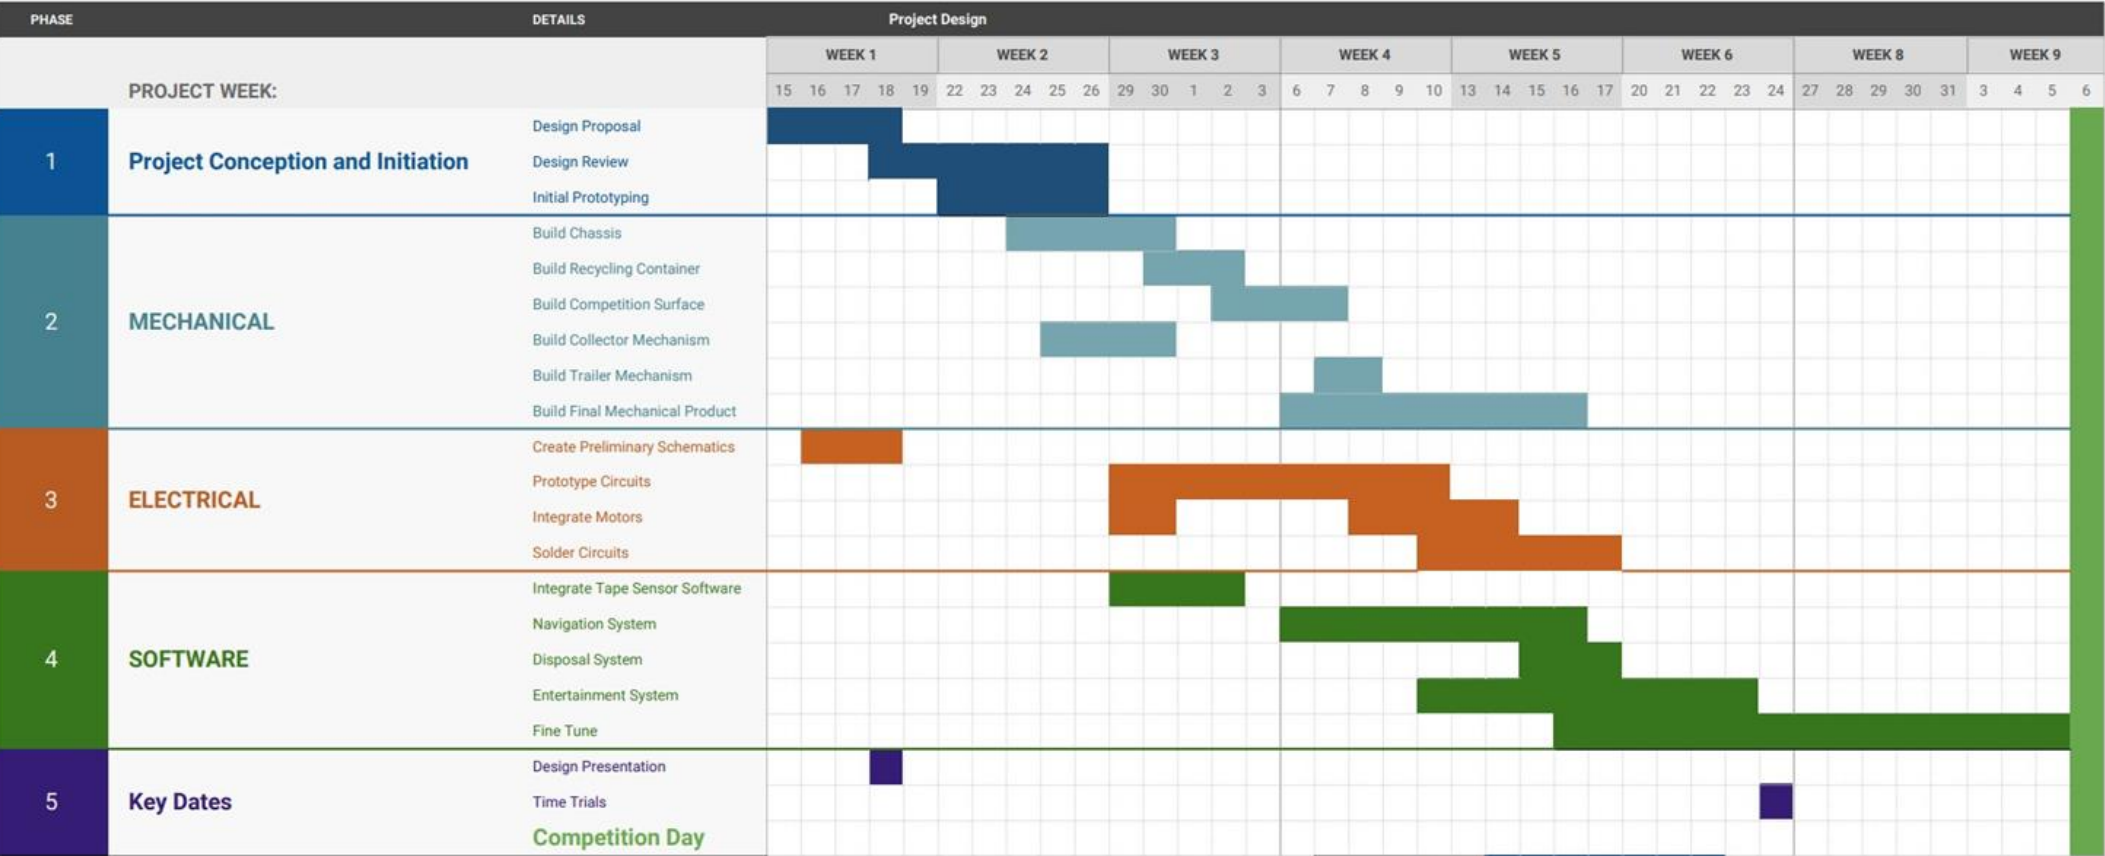 PHASE DETAILS Project Design
WEEK 1 WEEK 2 WEEK 3 WEEK 4 WEEK 5 WEEK 6 WEEK 8 WEEK 9
PROJECT WEEK: 15 16 17 18 19 22 23 24 25 26 29 30 1 2 3 6 7 8 9 10 13 14 15 16 17 20 21 22 23 24 27 28 29 30 31 3 4 5 6
1 Project Conception and Initiation
Design Proposal
Design Review
Initial Prototyping
2 MECHANICAL
Build Chassis
Build Recycling Container
Build Competition Surface
Build Collector Mechanism
Build Trailer Mechanism
Build Final Mechanical Product
3 ELECTRICAL
Create Preliminary Schematics
Prototype Circuits
Integrate Motors
Solder Circuits
4 SOFTWARE
Integrate Tape Sensor Software
Navigation System
Disposal System
Entertainment System
Fine Tune
5 Key Dates
Design Presentation
Time Trials
Competition Day